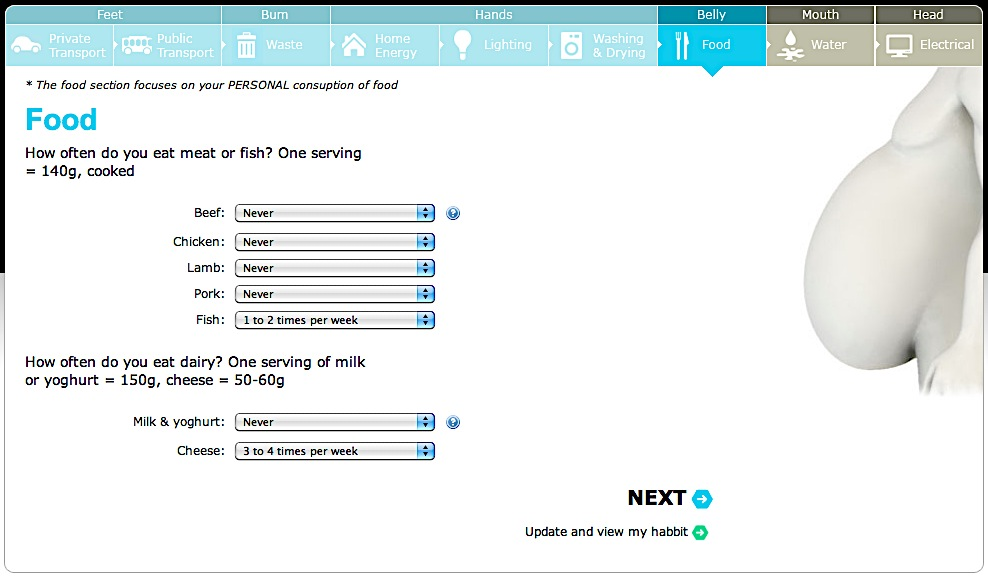 Feet Burn Hands Belly Mouth Head
Private Transport Public Transport Waste Home Energy Lighting Washing & Drying Food Water Electrical
* The food section focuses on your PERSONAL consuption of food
Food
How often do you eat meat or fish? One serving
= 140g, cooked
Beef: Never ?
Chicken: Never
Lamb: Never
Pork: Never
Fish: 1 to 2 times per week
How often do you eat dairy? One serving of milk
or yoghurt = 150g, cheese = 50-60g
Milk & yoghurt: Never ?
Cheese: 3 to 4 times per week
NEXT
Update and view my habbit